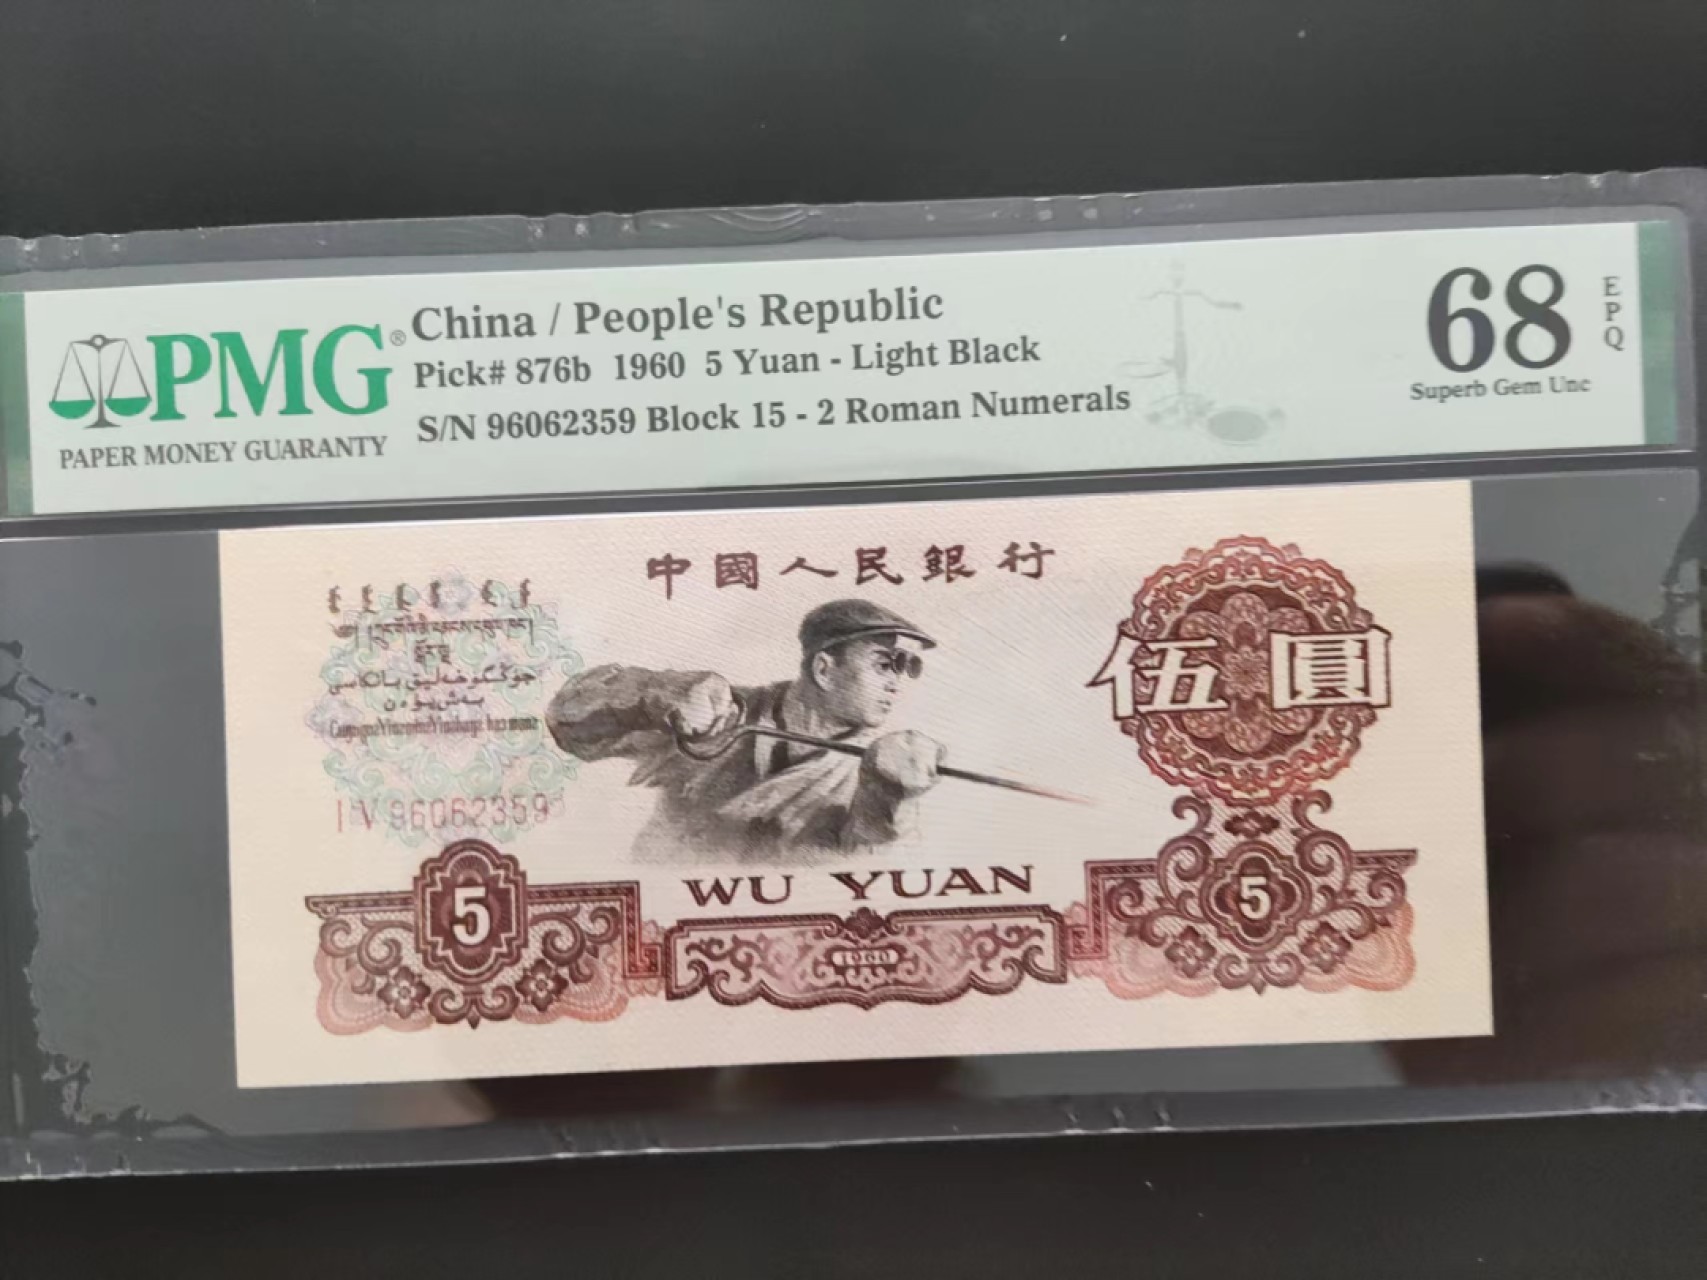 PMG®
PAPER MONEY GUARANTY
China / People's Republic
Pick# 876b 1960 5 Yuan - Light Black
S/N 96062359 Block 15 - 2 Roman Numerals
68
EPQ
Superb Gem Unc
中國人民銀行
伍圓
I V 96062359
5
WU YUAN
5
1960